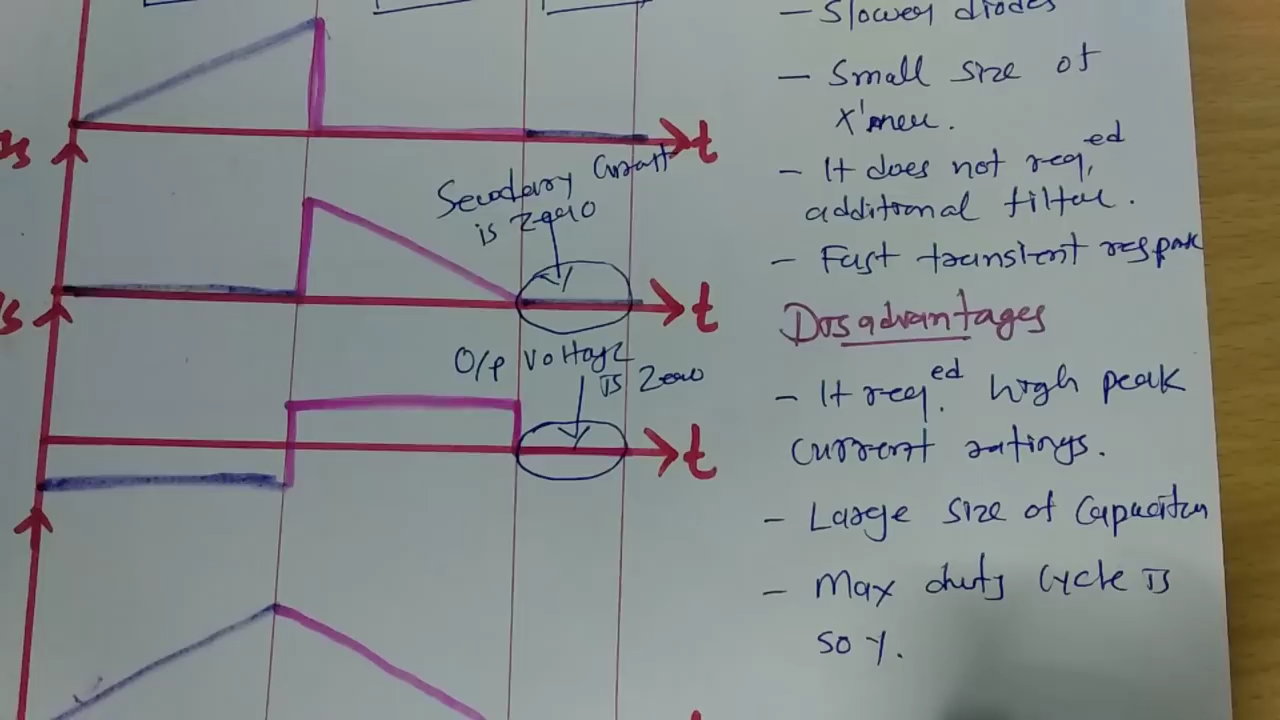 t
Secondary Current
is zero
t
O/P Voltage
is zero
t
- Slower diodes
- Small size of
x'mer.
- It does not req.ed
additional filter.
- Fast transient respon
Disadvantages
- It req.ed high peak
current ratings.
- Large size of Capacitor
- Max duty cycle is
50 %.